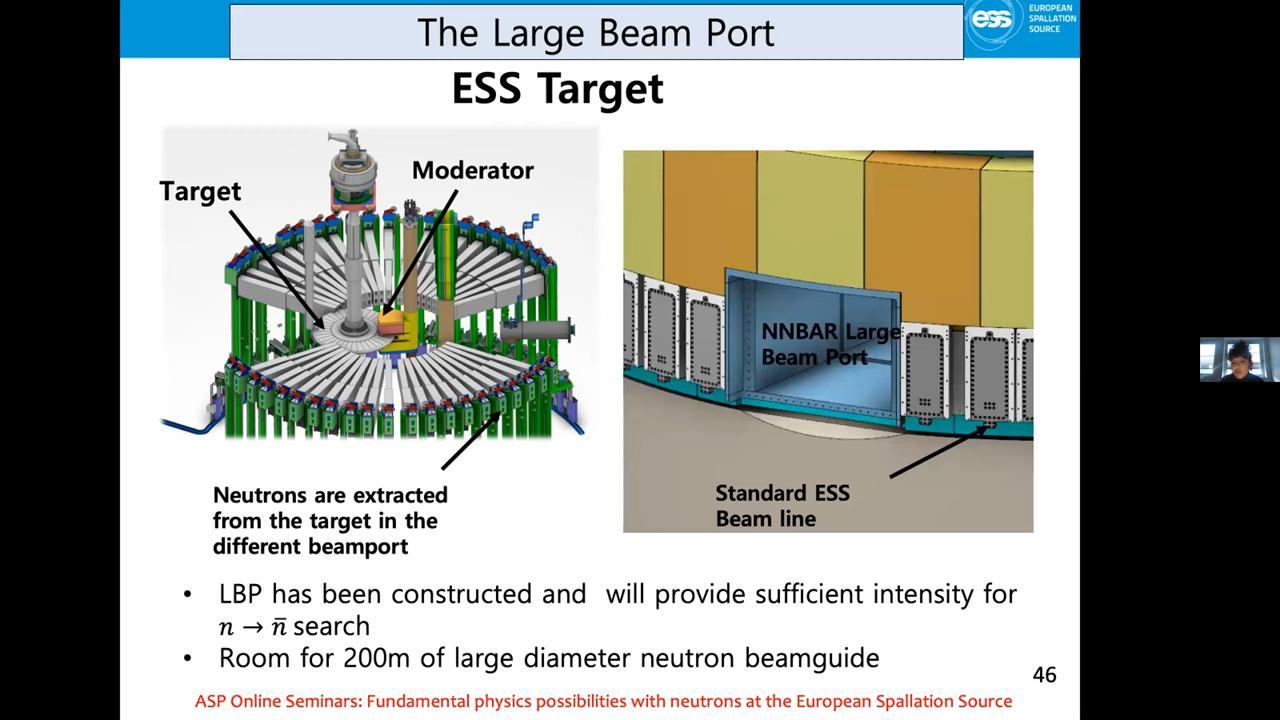 The Large Beam Port
ess
EUROPEAN
SPALLATION
SOURCE
ESS Target
Target
Moderator
NNBAR Large
Beam Port
Standard ESS
Beam line
Neutrons are extracted
from the target in the
different beamport
• LBP has been constructed and will provide sufficient intensity for
n → n̄ search
• Room for 200m of large diameter neutron beamguide
46
ASP Online Seminars: Fundamental physics possibilities with neutrons at the European Spallation Source